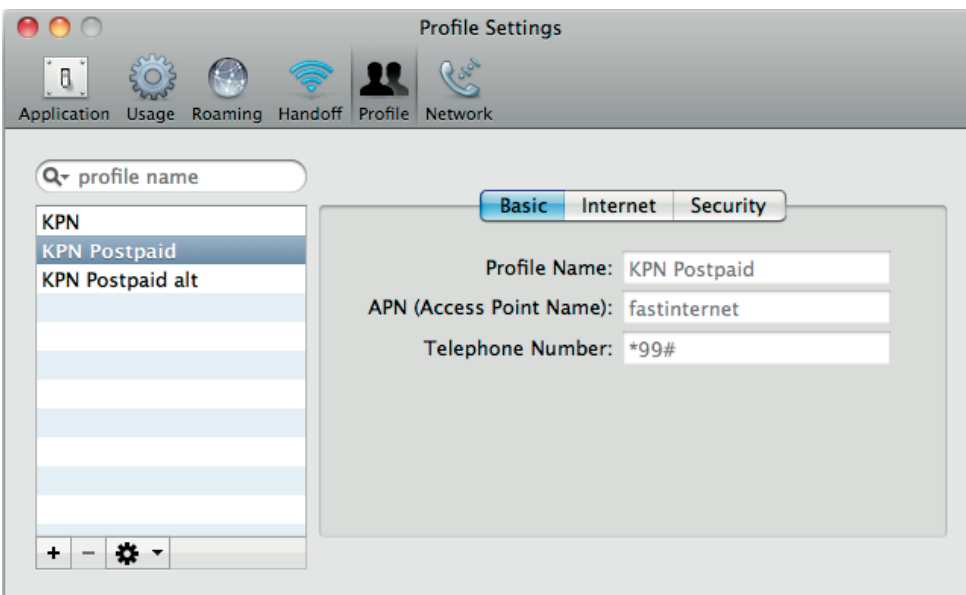 Profile Settings
Application Usage Roaming Handoff Profile Network
profile name
KPN
KPN Postpaid
KPN Postpaid alt
Basic Internet Security
Profile Name: KPN Postpaid
APN (Access Point Name): fastinternet
Telephone Number: *99#